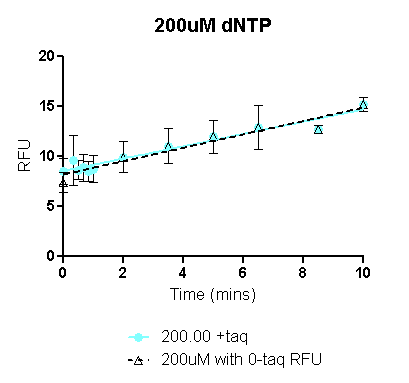 200uM dNTP
20
15
10
5
0
RFU
0 2 4 6 8 10
Time (mins)
200.00 +taq
200uM with 0-taq RFU